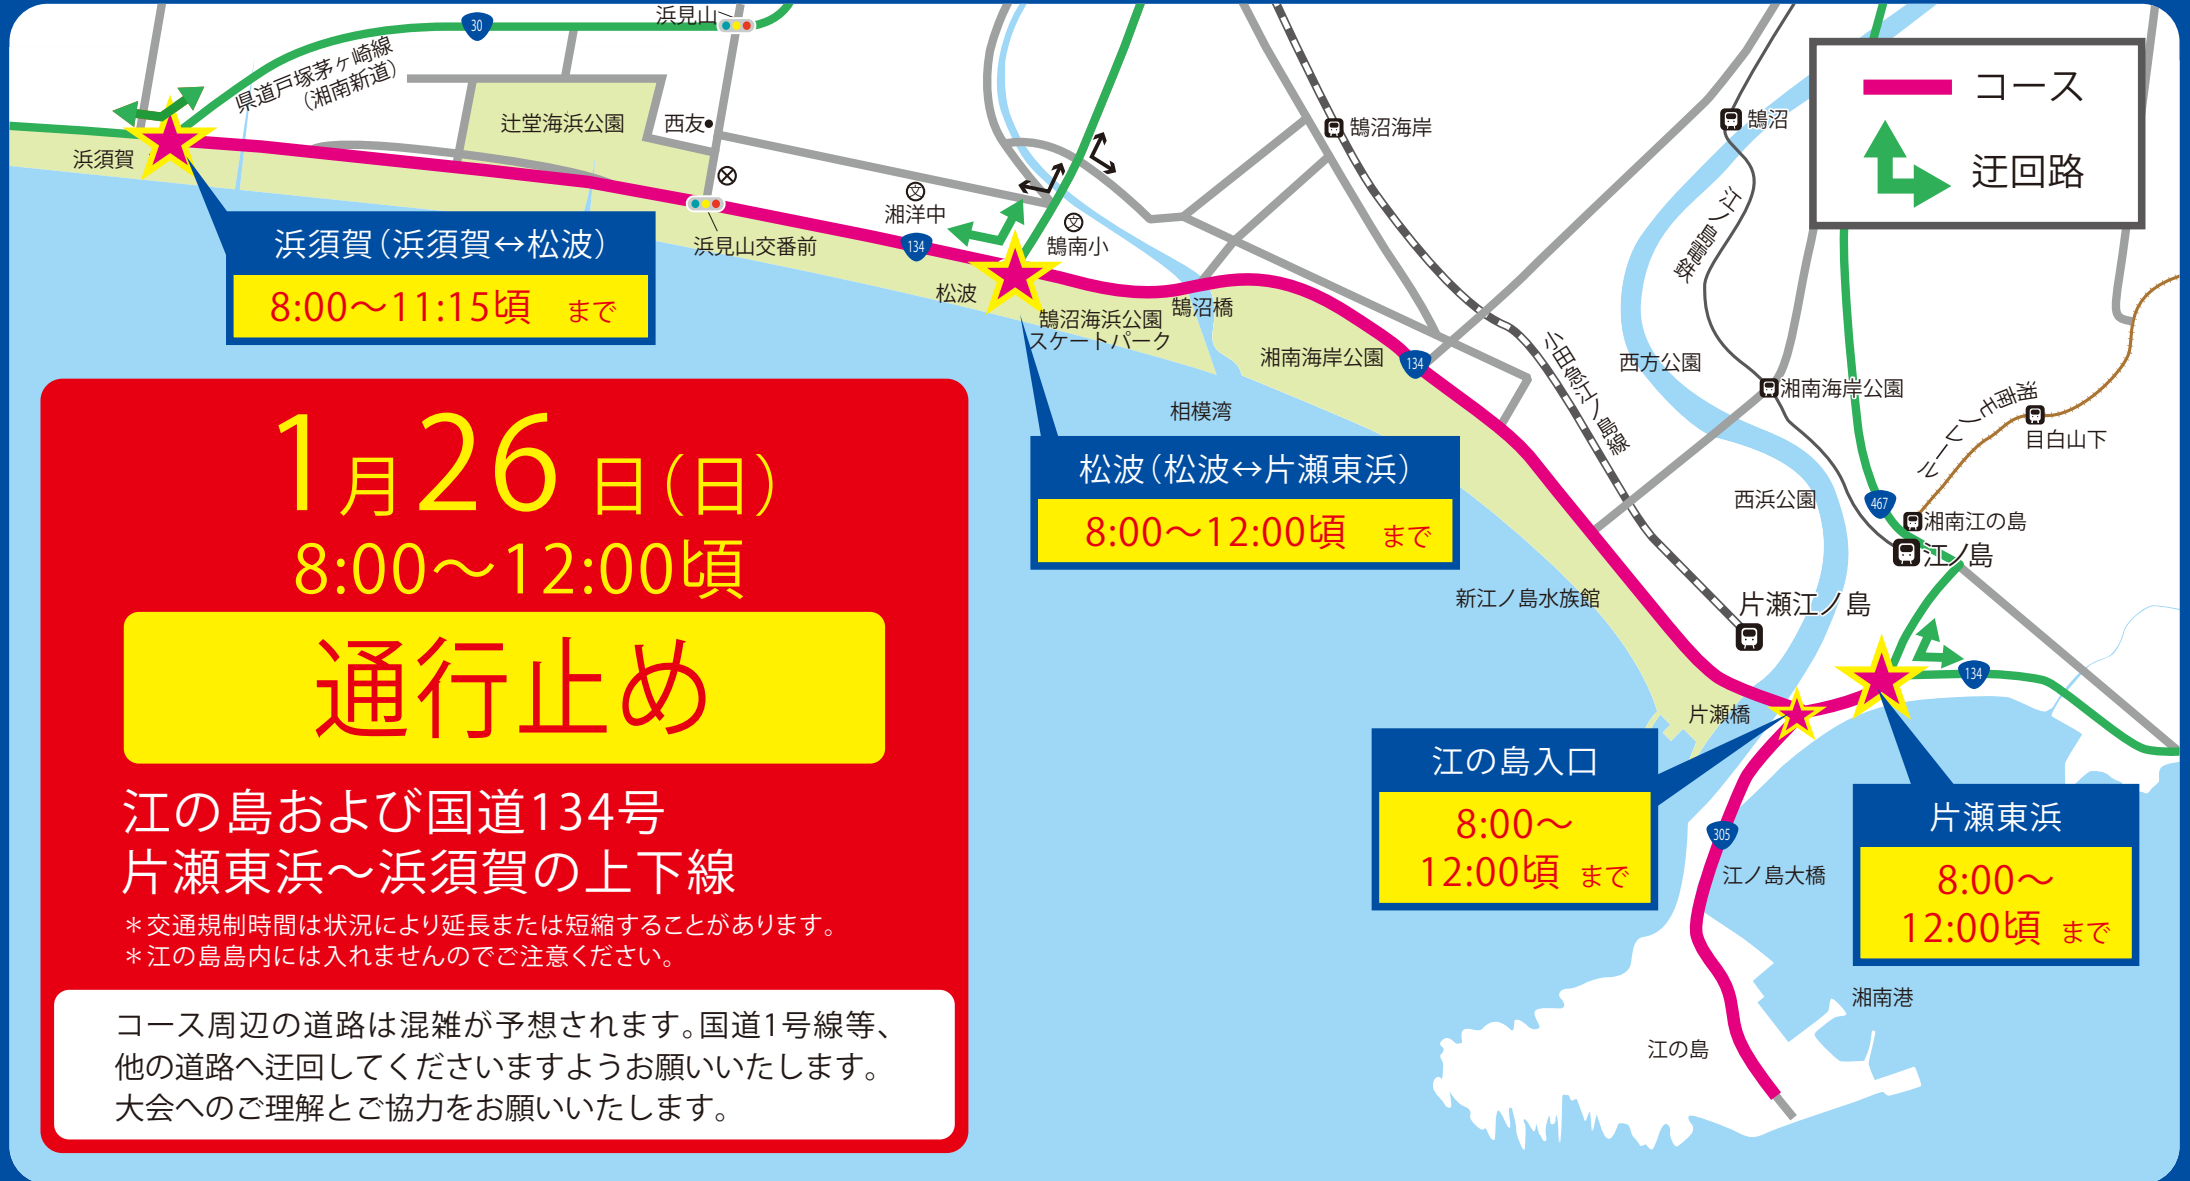 浜見山
30
県道戸塚茅ヶ崎線
（湘南新道）
辻堂海浜公園
西友
浜須賀
浜見山交番前
湘洋中
134
文
文
鵠南小
松波
鵠沼海浜公園
スケートパーク
鵠沼橋
鵠沼海岸
鵠沼
江ノ島電鉄
コース
迂回路
湘南海岸公園
134
小田急江ノ島線
西方公園
湘南海岸公園
湘南モノレール
目白山下
相模湾
西浜公園
467
湘南江の島
江ノ島
新江ノ島水族館
片瀬江ノ島
134
片瀬橋
305
江ノ島大橋
湘南港
江の島
浜須賀（浜須賀↔松波）
8:00～11:15頃 まで
松波（松波↔片瀬東浜）
8:00～12:00頃 まで
江の島入口
8:00～
12:00頃 まで
片瀬東浜
8:00～
12:00頃 まで
1月26日（日）
8:00～12:00頃
通行止め
江の島および国道134号
片瀬東浜～浜須賀の上下線
＊交通規制時間は状況により延長または短縮することがあります。
＊江の島島内には入れませんのでご注意ください。
コース周辺の道路は混雑が予想されます。国道1号線等、
他の道路へ迂回してくださいますようお願いいたします。
大会へのご理解とご協力をお願いいたします。